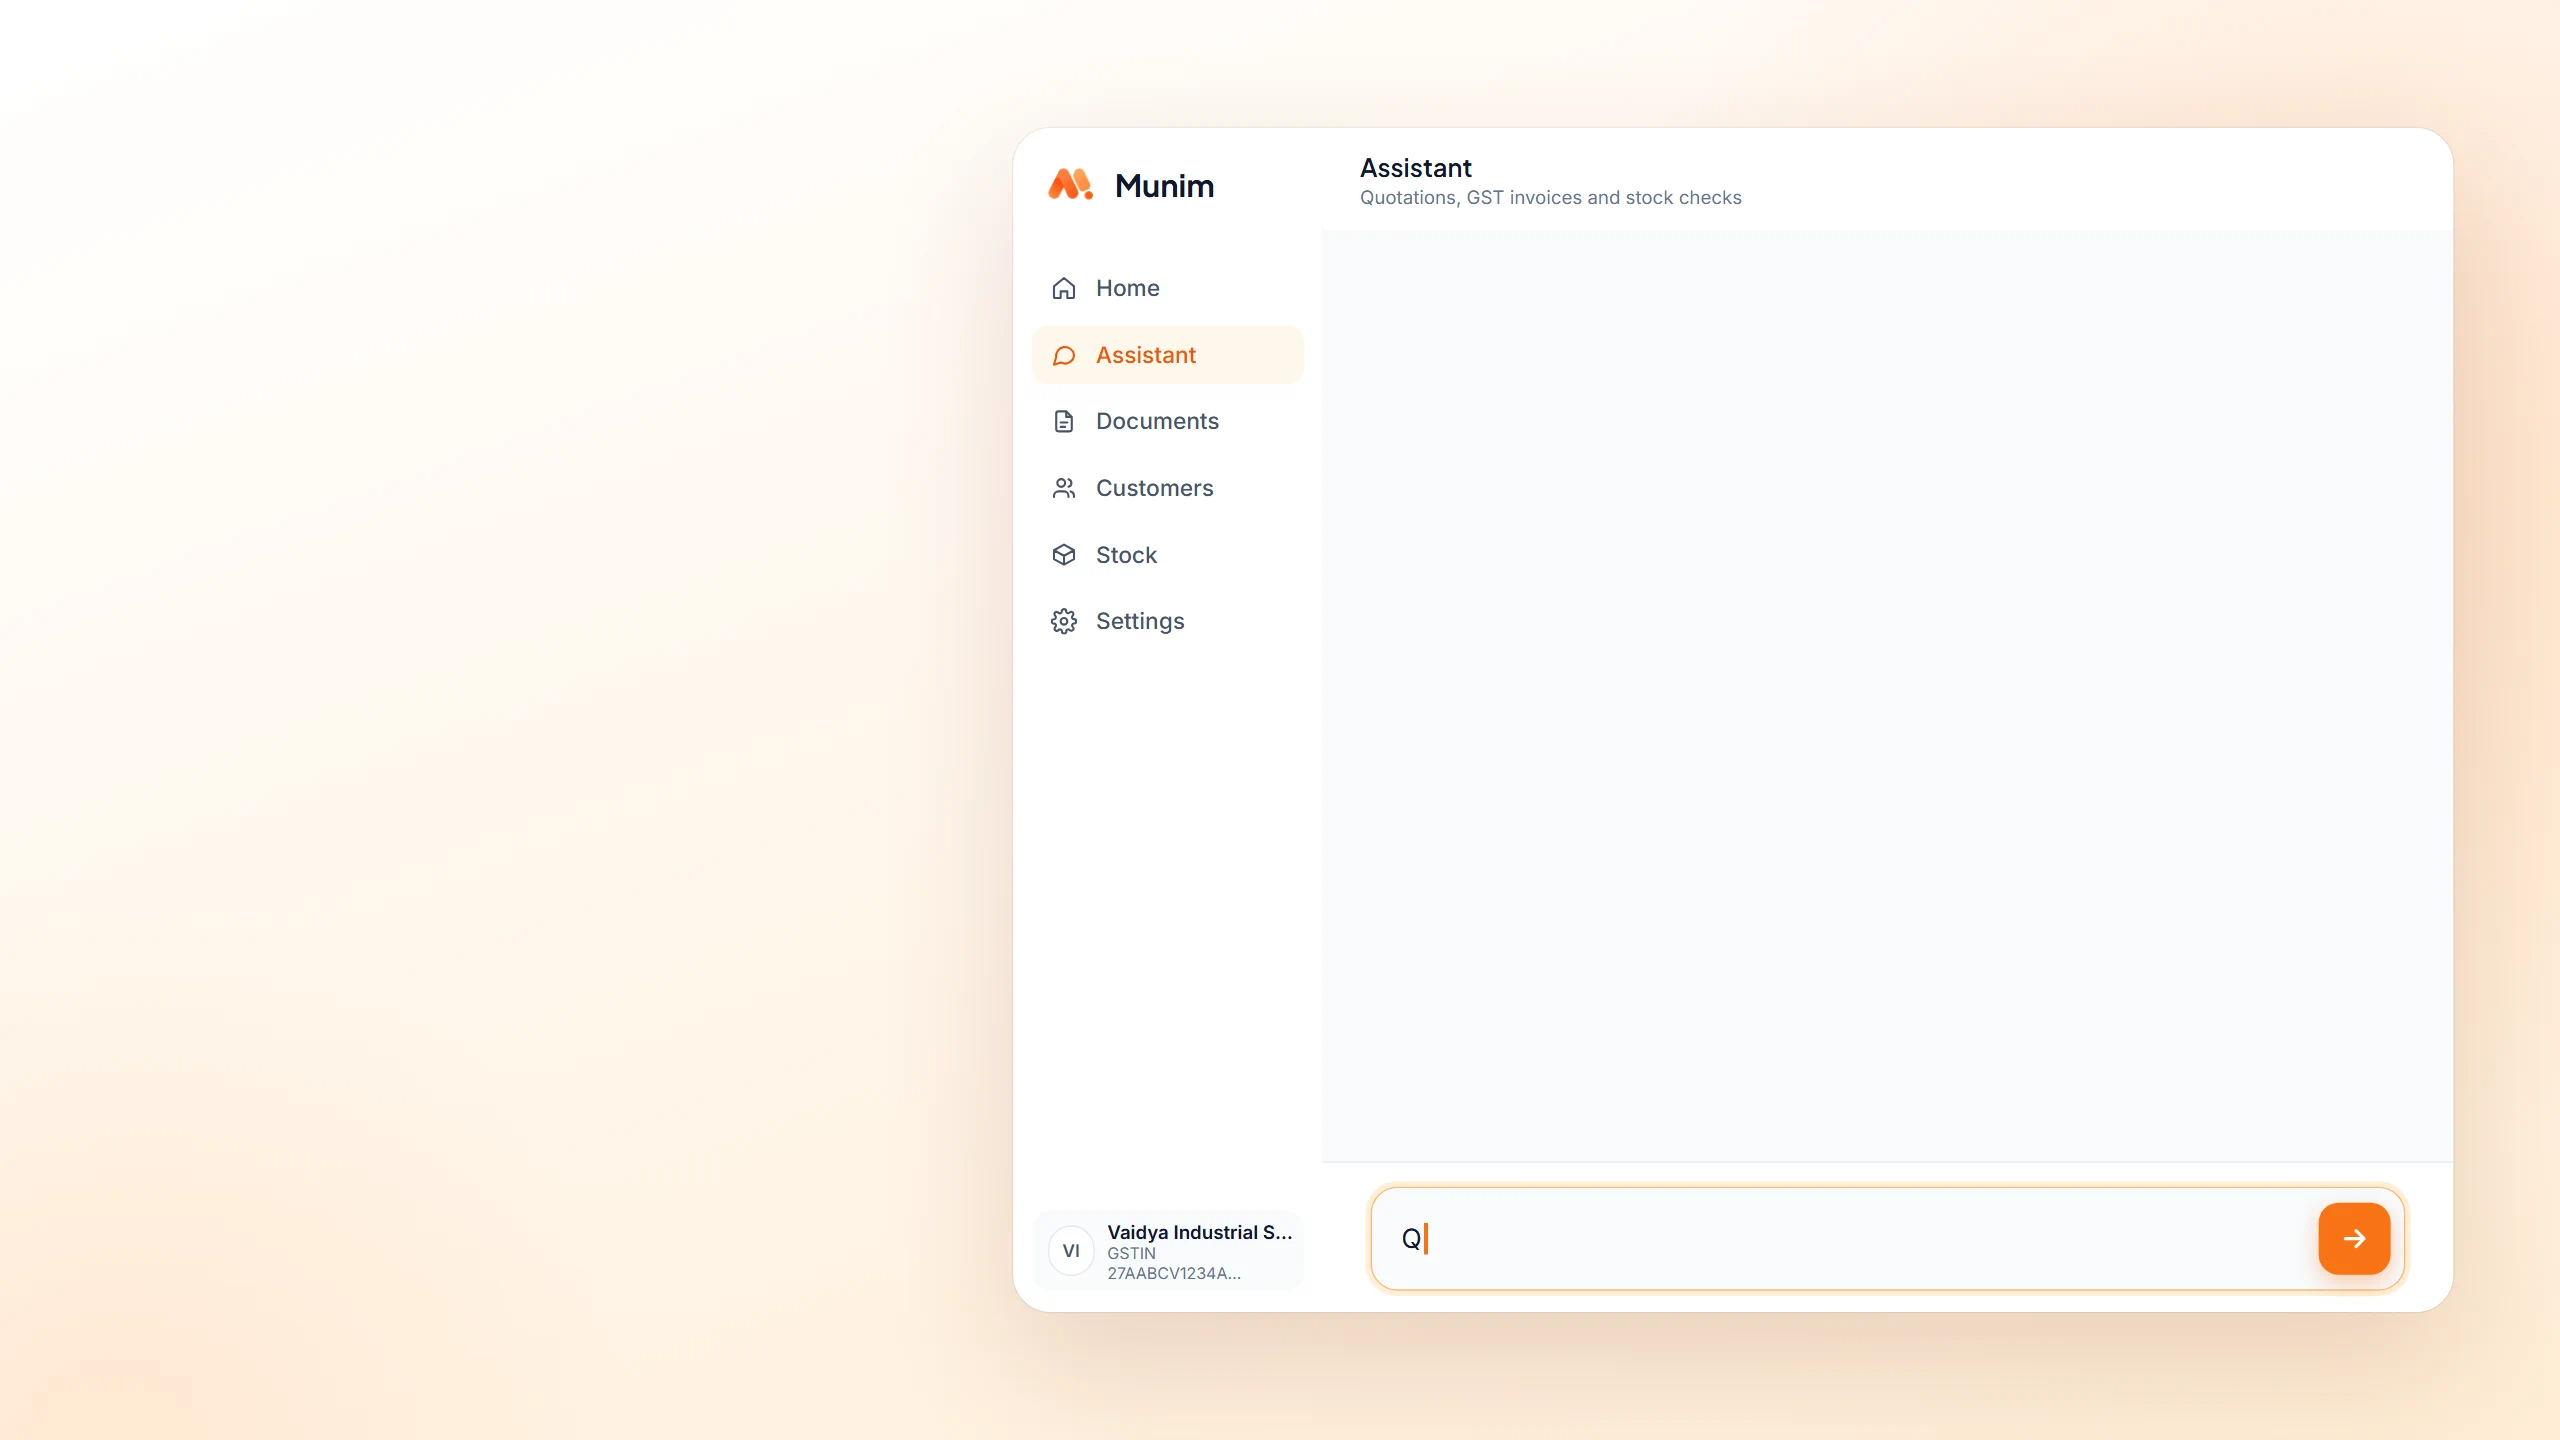 Munim
Home
Assistant
Documents
Customers
Stock
Settings
VI
Vaidya Industrial S...
GSTIN
27AABCV1234A...
Assistant
Quotations, GST invoices and stock checks
Q